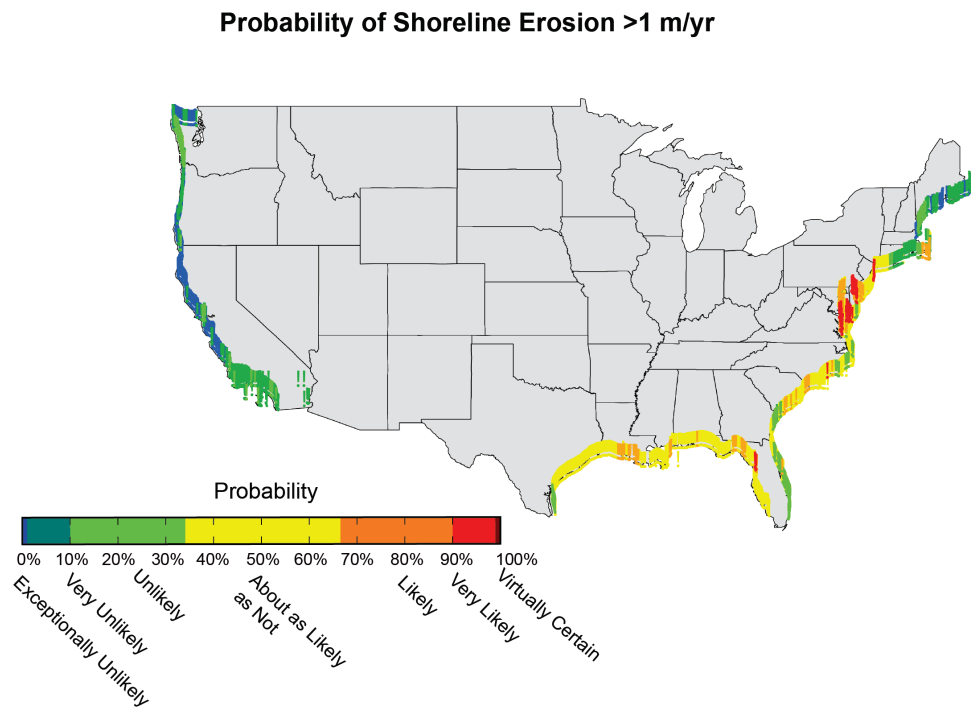 Probability of Shoreline Erosion >1 m/yr
Probability
0% 10% 20% 30% 40% 50% 60% 70% 80% 90% 100%
Exceptionally Unlikely
Very Unlikely
Unlikely
About as Likely
as Not
Likely
Very Likely
Virtually Certain